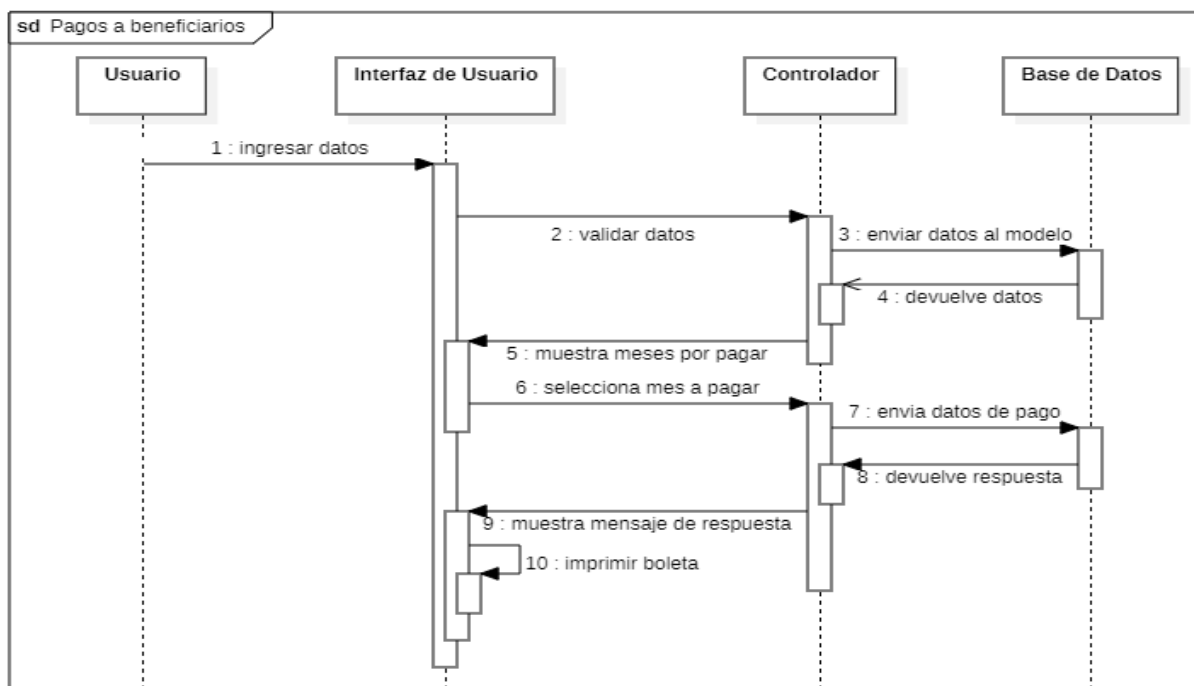 sd Pagos a beneficiarios
Usuario
Interfaz de Usuario
Controlador
Base de Datos
1 : ingresar datos
2 : validar datos
3 : enviar datos al modelo
4 : devuelve datos
5 : muestra meses por pagar
6 : selecciona mes a pagar
7 : envia datos de pago
8 : devuelve respuesta
9 : muestra mensaje de respuesta
10 : imprimir boleta